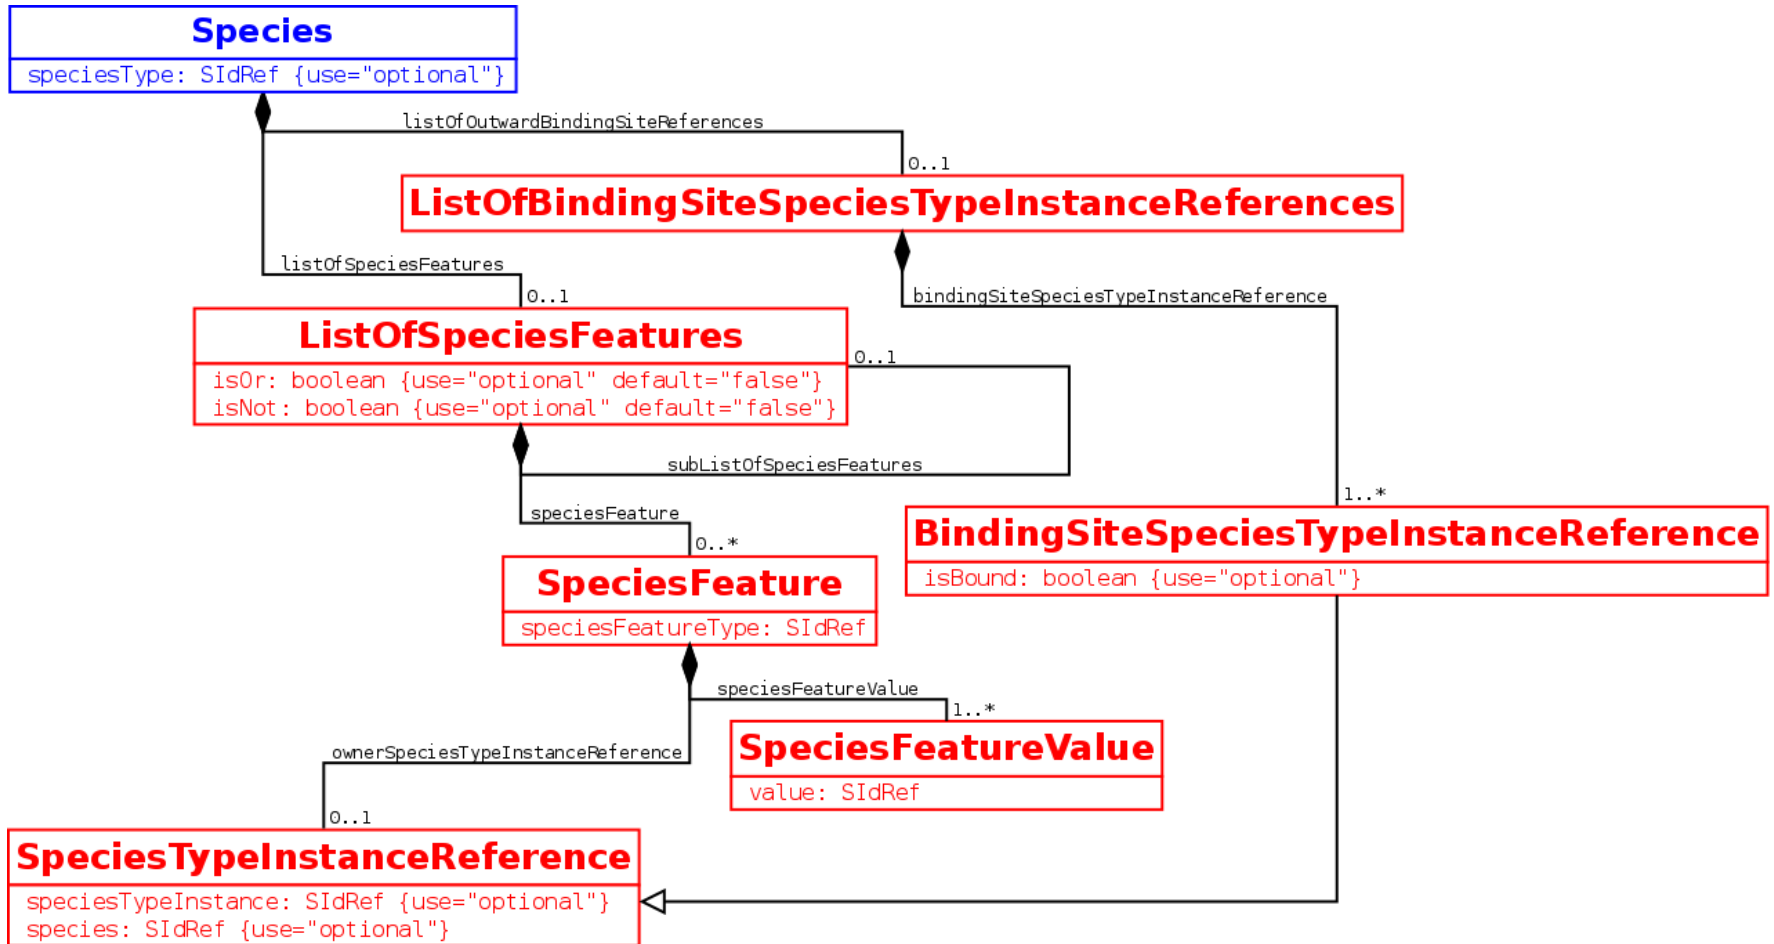 Species
speciesType: SIdRef {use="optional"}
listOfOutwardBindingSiteReferences
0..1
ListOfBindingSiteSpeciesTypeInstanceReferences
listOfSpeciesFeatures
0..1
bindingSiteSpeciesTypeInstanceReference
ListOfSpeciesFeatures
0..1
isOr: boolean {use="optional" default="false"}
isNot: boolean {use="optional" default="false"}
subListOfSpeciesFeatures
1..*
speciesFeature
0..*
BindingSiteSpeciesTypeInstanceReference
isBound: boolean {use="optional"}
SpeciesFeature
speciesFeatureType: SIdRef
speciesFeatureValue
1..*
SpeciesFeatureValue
value: SIdRef
ownerSpeciesTypeInstanceReference
0..1
SpeciesTypeInstanceReference
speciesTypeInstance: SIdRef {use="optional"}
species: SIdRef {use="optional"}